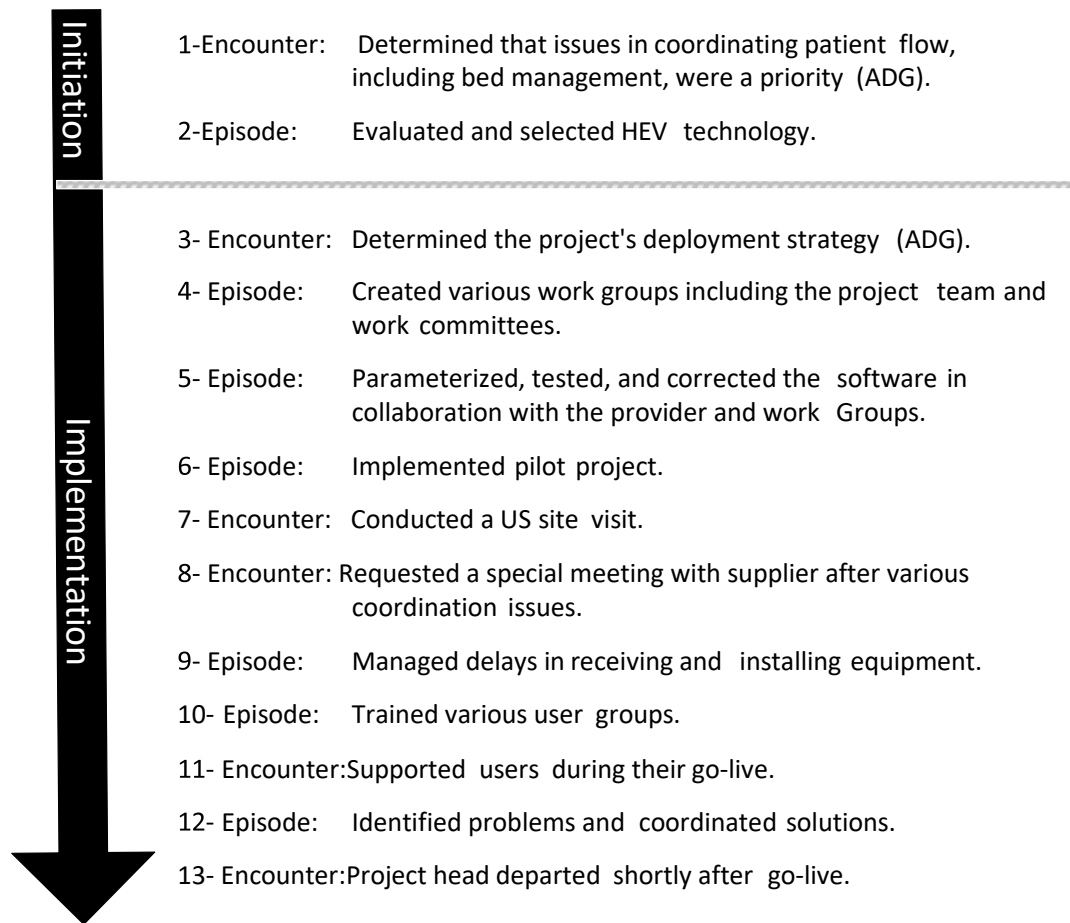 Initiation
1-Encounter: Determined that issues in coordinating patient flow,
including bed management, were a priority (ADG).
2-Episode: Evaluated and selected HEV technology.
Implementation
3- Encounter: Determined the project's deployment strategy (ADG).
4- Episode: Created various work groups including the project team and
work committees.
5- Episode: Parameterized, tested, and corrected the software in
collaboration with the provider and work Groups.
6- Episode: Implemented pilot project.
7- Encounter: Conducted a US site visit.
8- Encounter: Requested a special meeting with supplier after various
coordination issues.
9- Episode: Managed delays in receiving and installing equipment.
10- Episode: Trained various user groups.
11- Encounter:Supported users during their go-live.
12- Episode: Identified problems and coordinated solutions.
13- Encounter:Project head departed shortly after go-live.